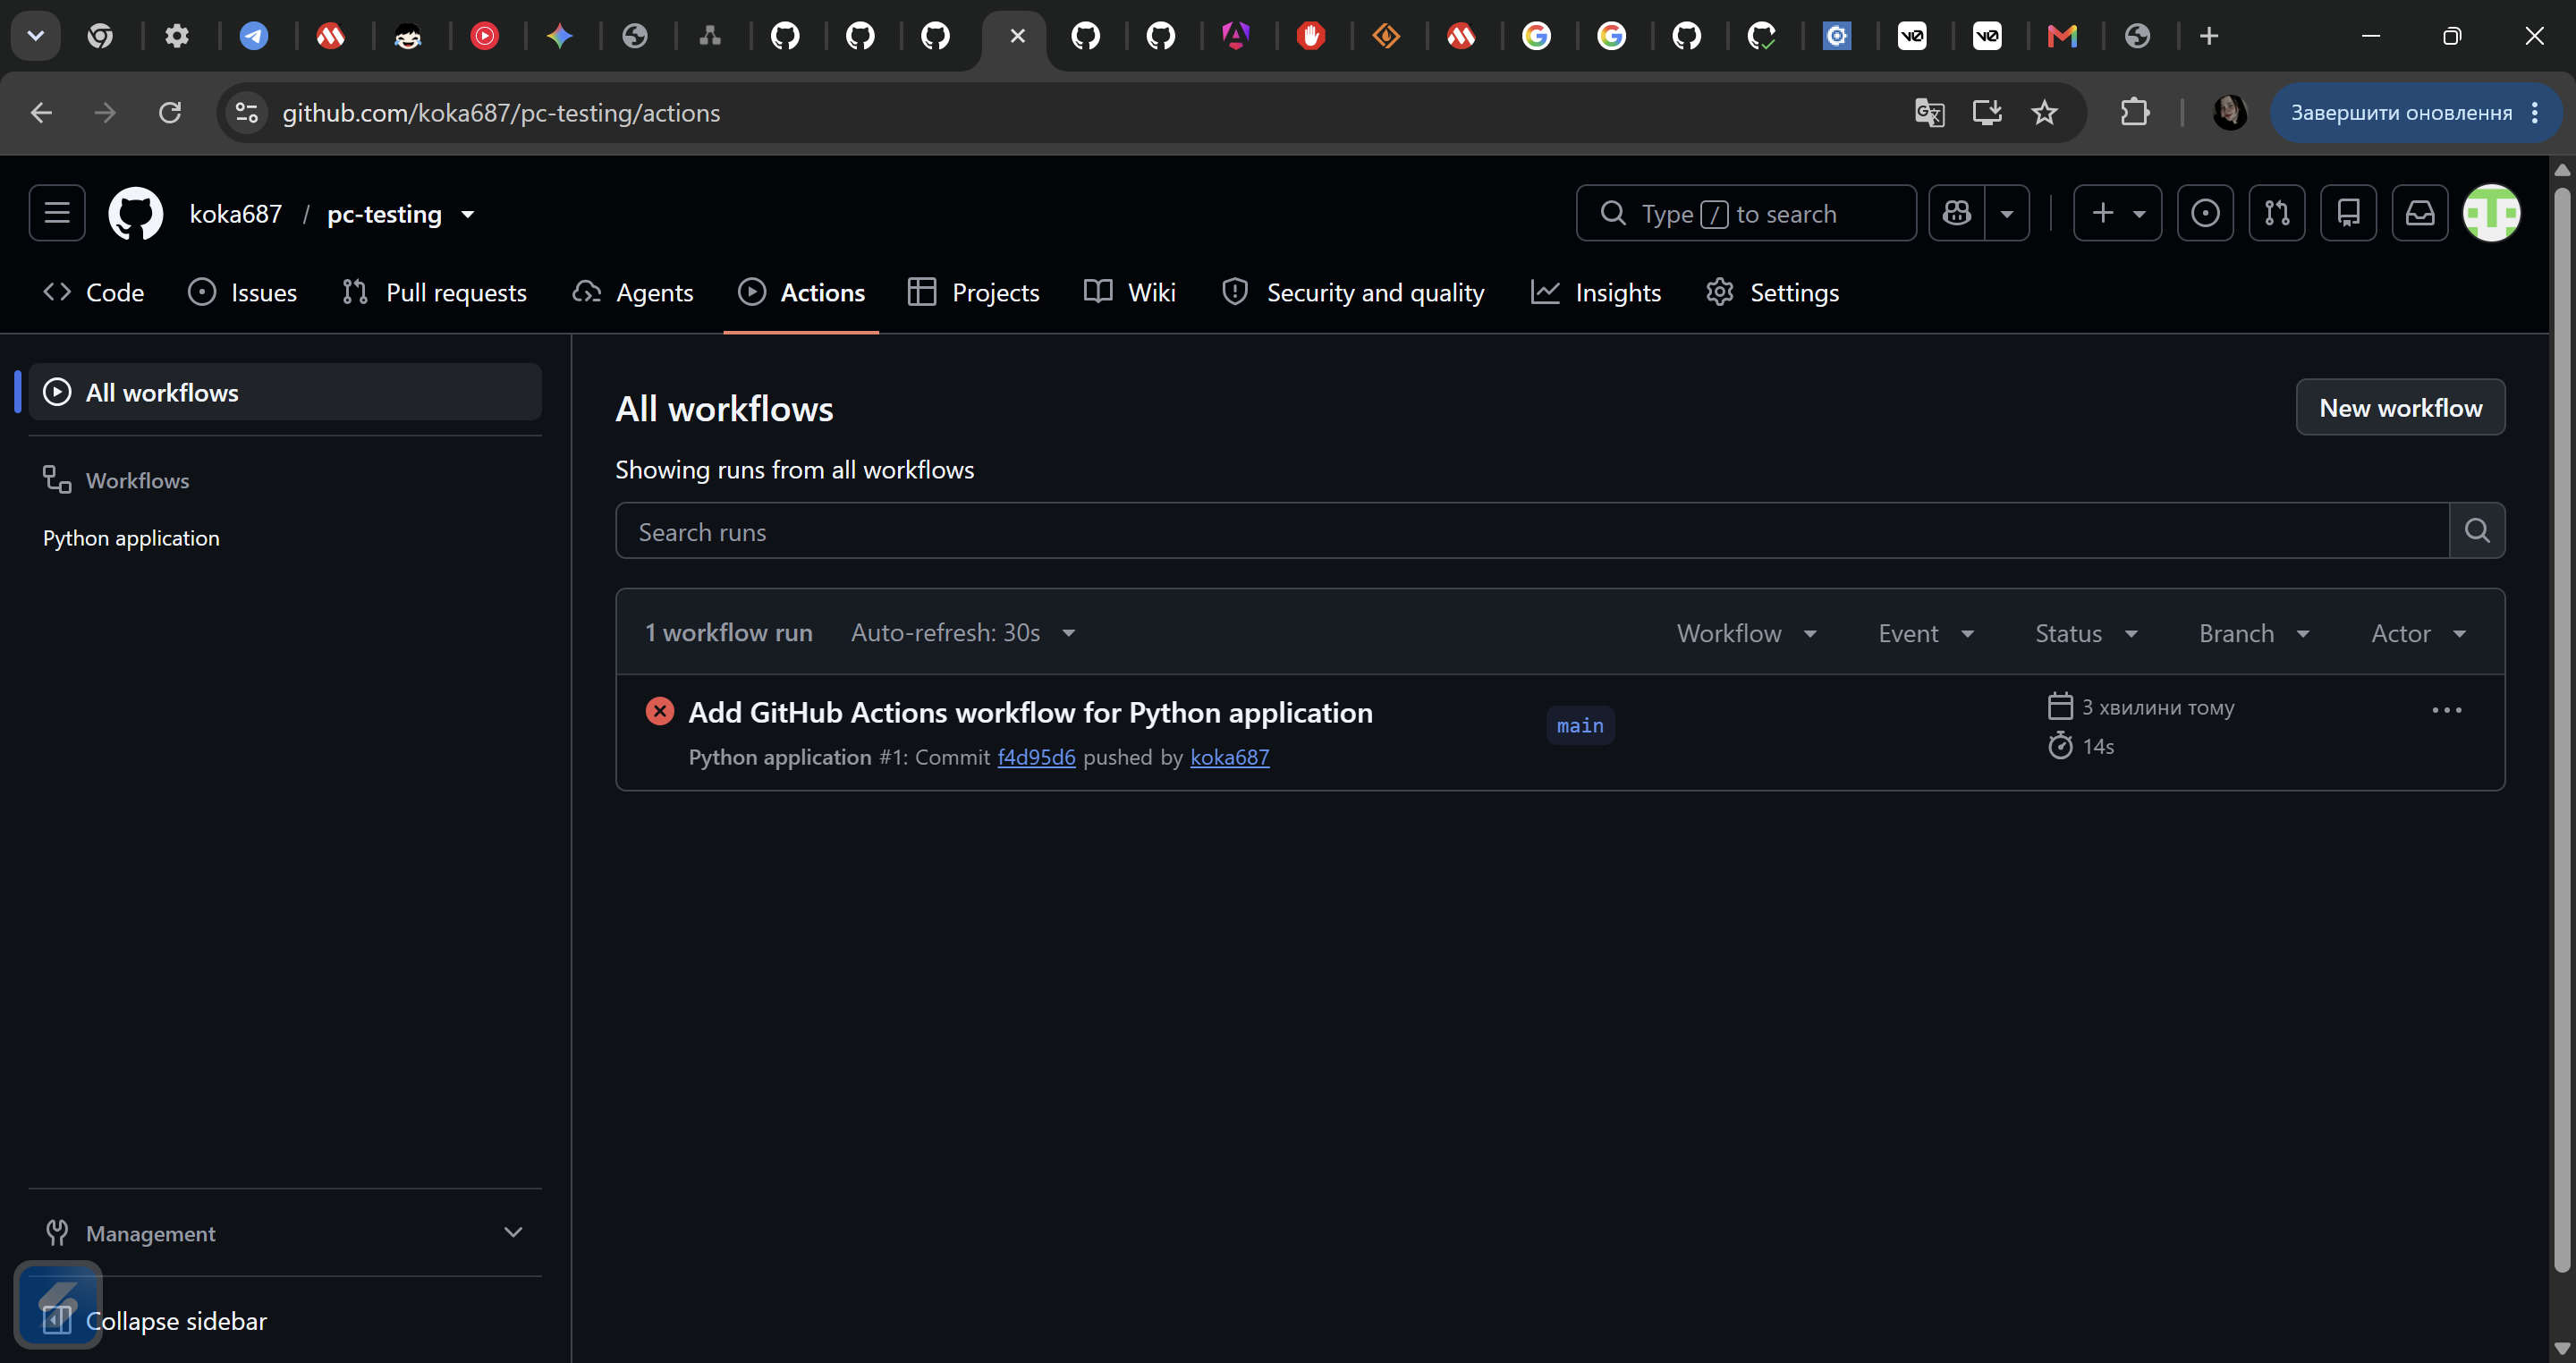 github.com/koka687/pc-testing/actions
Завершити оновлення
koka687 / pc-testing
Type / to search
Code
Issues
Pull requests
Agents
Actions
Projects
Wiki
Security and quality
Insights
Settings
All workflows
Workflows
Python application
Management
Collapse sidebar
All workflows
New workflow
Showing runs from all workflows
Search runs
1 workflow run
Auto-refresh: 30s
Workflow
Event
Status
Branch
Actor
Add GitHub Actions workflow for Python application
Python application #1: Commit f4d95d6 pushed by koka687
main
3 хвилини тому
14s